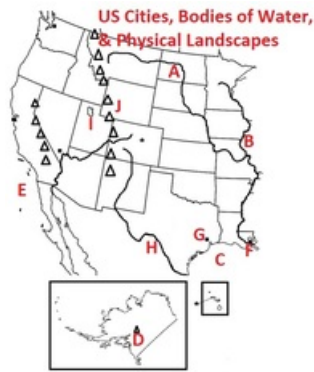 US Cities, Bodies of Water,
& Physical Landscapes
A
J
I
B
E
G
F
H
C
D